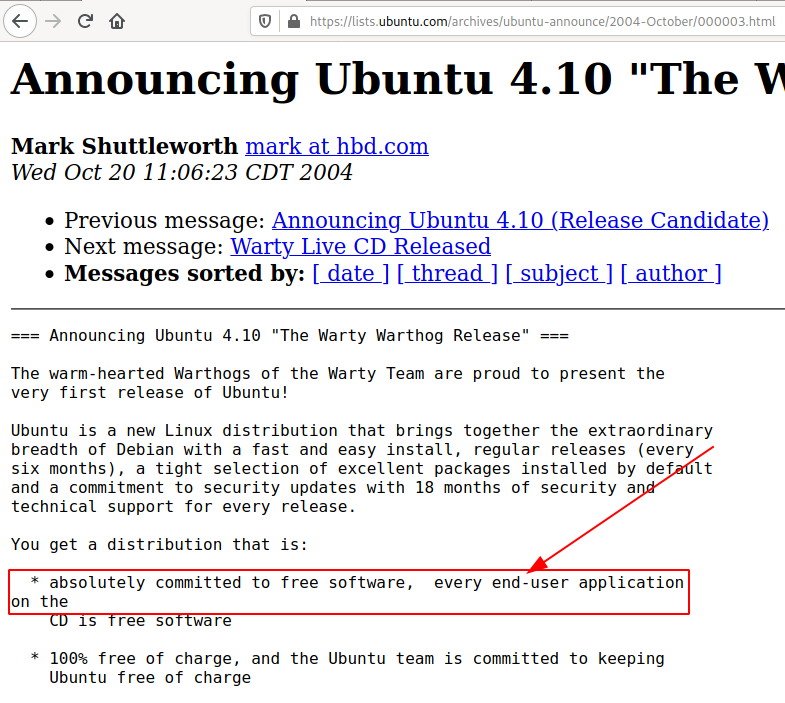 https://lists.ubuntu.com/archives/ubuntu-announce/2004-October/000003.html
Announcing Ubuntu 4.10 "The W
Mark Shuttleworth mark at hbd.com
Wed Oct 20 11:06:23 CDT 2004
• Previous message: Announcing Ubuntu 4.10 (Release Candidate)
• Next message: Warty Live CD Released
• Messages sorted by: [ date ] [ thread ] [ subject ] [ author ]
=== Announcing Ubuntu 4.10 "The Warty Warthog Release" ===
The warm-hearted Warthogs of the Warty Team are proud to present the
very first release of Ubuntu!
Ubuntu is a new Linux distribution that brings together the extraordinary
breadth of Debian with a fast and easy install, regular releases (every
six months), a tight selection of excellent packages installed by default
and a commitment to security updates with 18 months of security and
technical support for every release.
You get a distribution that is:
* absolutely committed to free software,  every end-user application
on the
CD is free software
* 100% free of charge, and the Ubuntu team is committed to keeping
Ubuntu free of charge